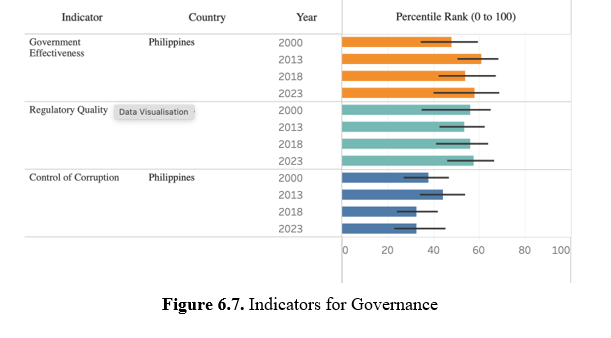 Indicator Country Year Percentile Rank (0 to 100)
Government Philippines 2000
Effectiveness
2013
2018
2023
Regulatory Quality Data Visualisation 2000
2013
2018
2023
Control of Corruption Philippines 2000
2013
2018
2023
0 20 40 60 80 100
Figure 6.7. Indicators for Governance